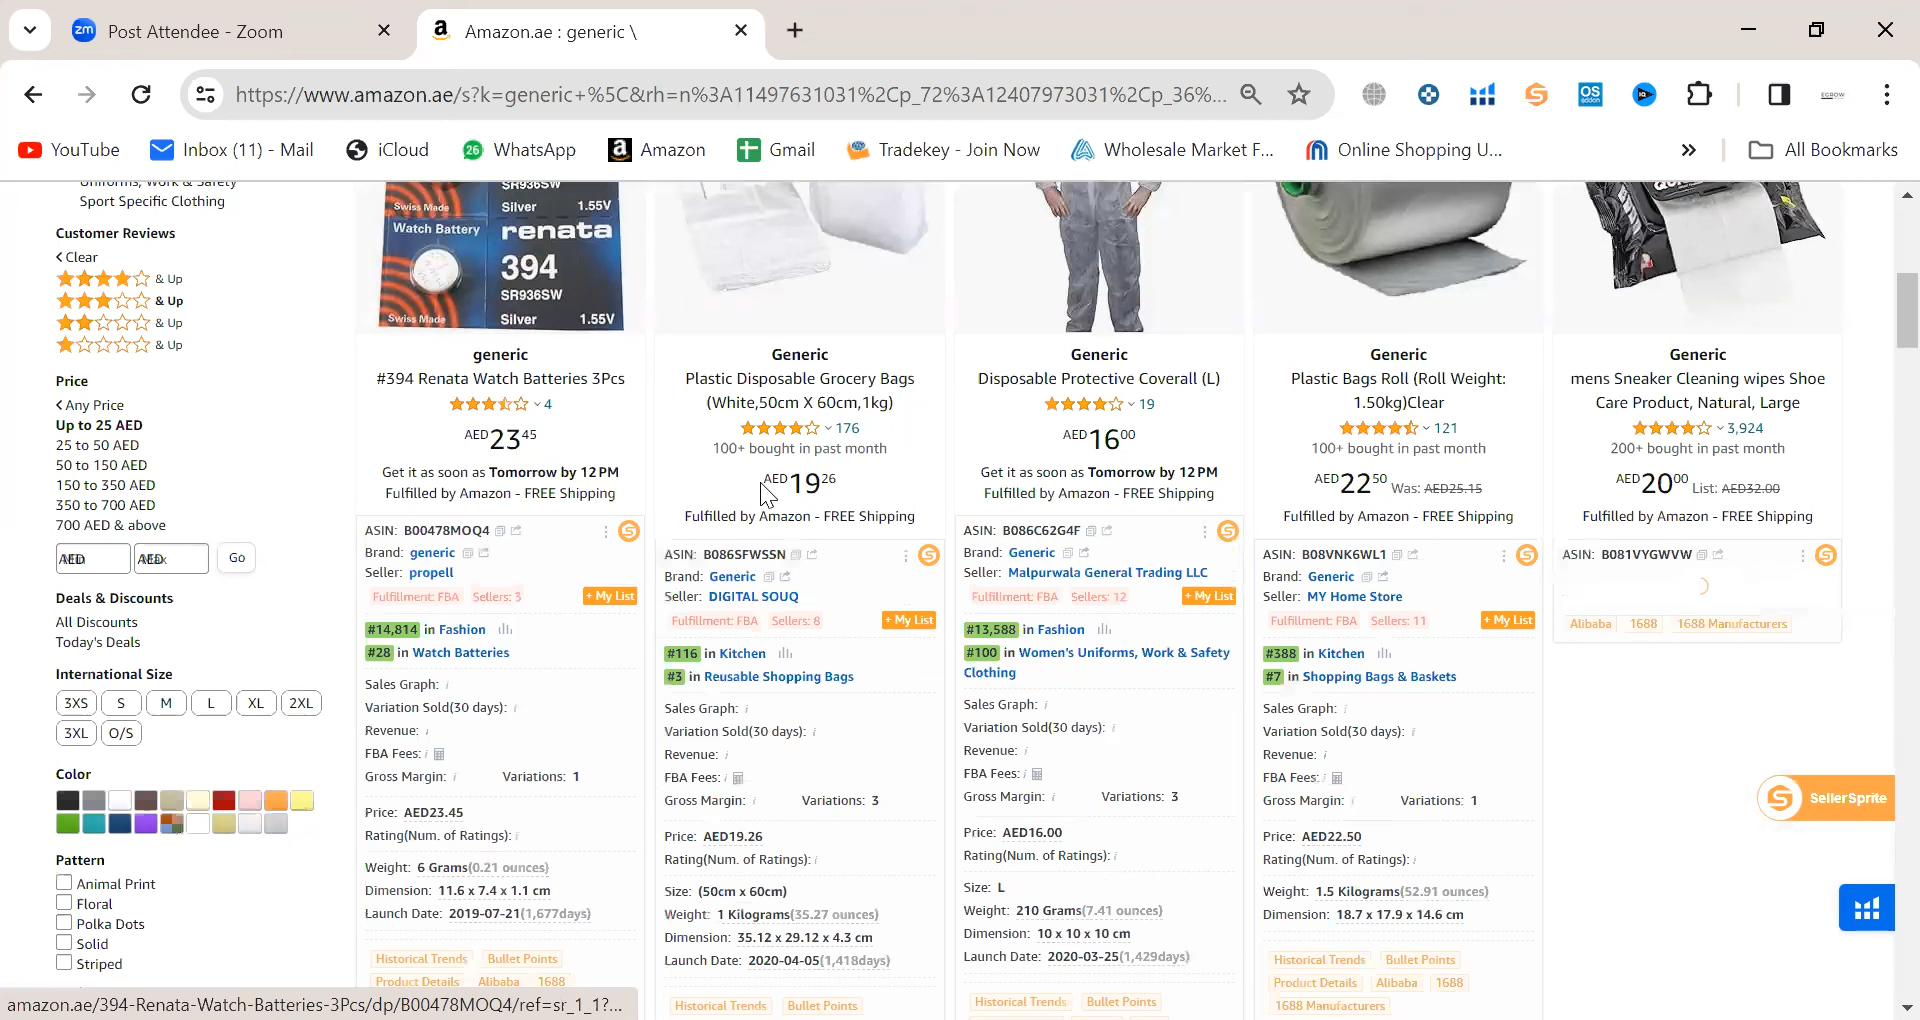 Post Attendee - Zoom
Amazon.ae : generic \
https://www.amazon.ae/s?k=generic+%5C&rh=n%3A11497631031%2Cp_72%3A12407973031%2Cp_36%...
YouTube
Inbox (11) - Mail
iCloud
WhatsApp
Amazon
Gmail
Tradekey - Join Now
Wholesale Market F...
Online Shopping U...
All Bookmarks
Uniforms, Work & Safety
Sport Specific Clothing
Customer Reviews
Clear
& Up
& Up
& Up
& Up
Price
Any Price
Up to 25 AED
25 to 50 AED
50 to 150 AED
150 to 350 AED
350 to 700 AED
700 AED & above
AED
AED
Go
Deals & Discounts
All Discounts
Today's Deals
International Size
3XS S M L XL 2XL
3XL O/S
Color
Pattern
Animal Print
Floral
Polka Dots
Solid
Striped
SR936SW
Swiss Made
Silver 1.55V
Watch Battery
renata
394
SR936SW
Swiss Made
Silver 1.55V
generic
#394 Renata Watch Batteries 3Pcs
4
AED 23 45
Get it as soon as Tomorrow by 12 PM
Fulfilled by Amazon - FREE Shipping
ASIN: B00478MOQ4
Brand: generic
Seller: propell
Fulfillment: FBA Sellers: 3
+ My List
#14,814 in Fashion
#28 in Watch Batteries
Sales Graph:
Variation Sold(30 days):
Revenue:
FBA Fees:
Gross Margin: Variations: 1
Price: AED23.45
Rating(Num. of Ratings):
Weight: 6 Grams(0.21 ounces)
Dimension: 11.6 x 7.4 x 1.1 cm
Launch Date: 2019-07-21(1,677days)
Historical Trends Bullet Points
Product Details Alibaba 1688
Generic
Plastic Disposable Grocery Bags
(White,50cm X 60cm,1kg)
176
100+ bought in past month
AED 19 26
Fulfilled by Amazon - FREE Shipping
ASIN: B086SFWSSN
Brand: Generic
Seller: DIGITAL SOUQ
Fulfillment: FBA Sellers: 8
+ My List
#116 in Kitchen
#3 in Reusable Shopping Bags
Sales Graph:
Variation Sold(30 days):
Revenue:
FBA Fees:
Gross Margin: Variations: 3
Price: AED19.26
Rating(Num. of Ratings):
Size: (50cm x 60cm)
Weight: 1 Kilograms(35.27 ounces)
Dimension: 35.12 x 29.12 x 4.3 cm
Launch Date: 2020-04-05(1,418days)
Historical Trends Bullet Points
Generic
Disposable Protective Coverall (L)
19
AED 16 00
Get it as soon as Tomorrow by 12 PM
Fulfilled by Amazon - FREE Shipping
ASIN: B086C62G4F
Brand: Generic
Seller: Malpurwala General Trading LLC
Fulfillment: FBA Sellers: 12
+ My List
#13,588 in Fashion
#100 in Women's Uniforms, Work & Safety
Clothing
Sales Graph:
Variation Sold(30 days):
Revenue:
FBA Fees:
Gross Margin: Variations: 3
Price: AED16.00
Rating(Num. of Ratings):
Size: L
Weight: 210 Grams(7.41 ounces)
Dimension: 10 x 10 x 10 cm
Launch Date: 2020-03-25(1,429days)
Historical Trends Bullet Points
Generic
Plastic Bags Roll (Roll Weight:
1.50kg)Clear
121
100+ bought in past month
AED 22 50 Was: AED25.15
Fulfilled by Amazon - FREE Shipping
ASIN: B08VNK6WL1
Brand: Generic
Seller: MY Home Store
Fulfillment: FBA Sellers: 11
+ My List
#388 in Kitchen
#7 in Shopping Bags & Baskets
Sales Graph:
Variation Sold(30 days):
Revenue:
FBA Fees:
Gross Margin: Variations: 1
Price: AED22.50
Rating(Num. of Ratings):
Weight: 1.5 Kilograms(52.91 ounces)
Dimension: 18.7 x 17.9 x 14.6 cm
Historical Trends Bullet Points
Product Details Alibaba 1688
1688 Manufacturers
Generic
mens Sneaker Cleaning wipes Shoe
Care Product, Natural, Large
3,924
200+ bought in past month
AED 20 00 List: AED32.00
Fulfilled by Amazon - FREE Shipping
ASIN: B081VYGWVW
Alibaba 1688 1688 Manufacturers
SellerSprite
amazon.ae/394-Renata-Watch-Batteries-3Pcs/dp/B00478MOQ4/ref=sr_1_1?...